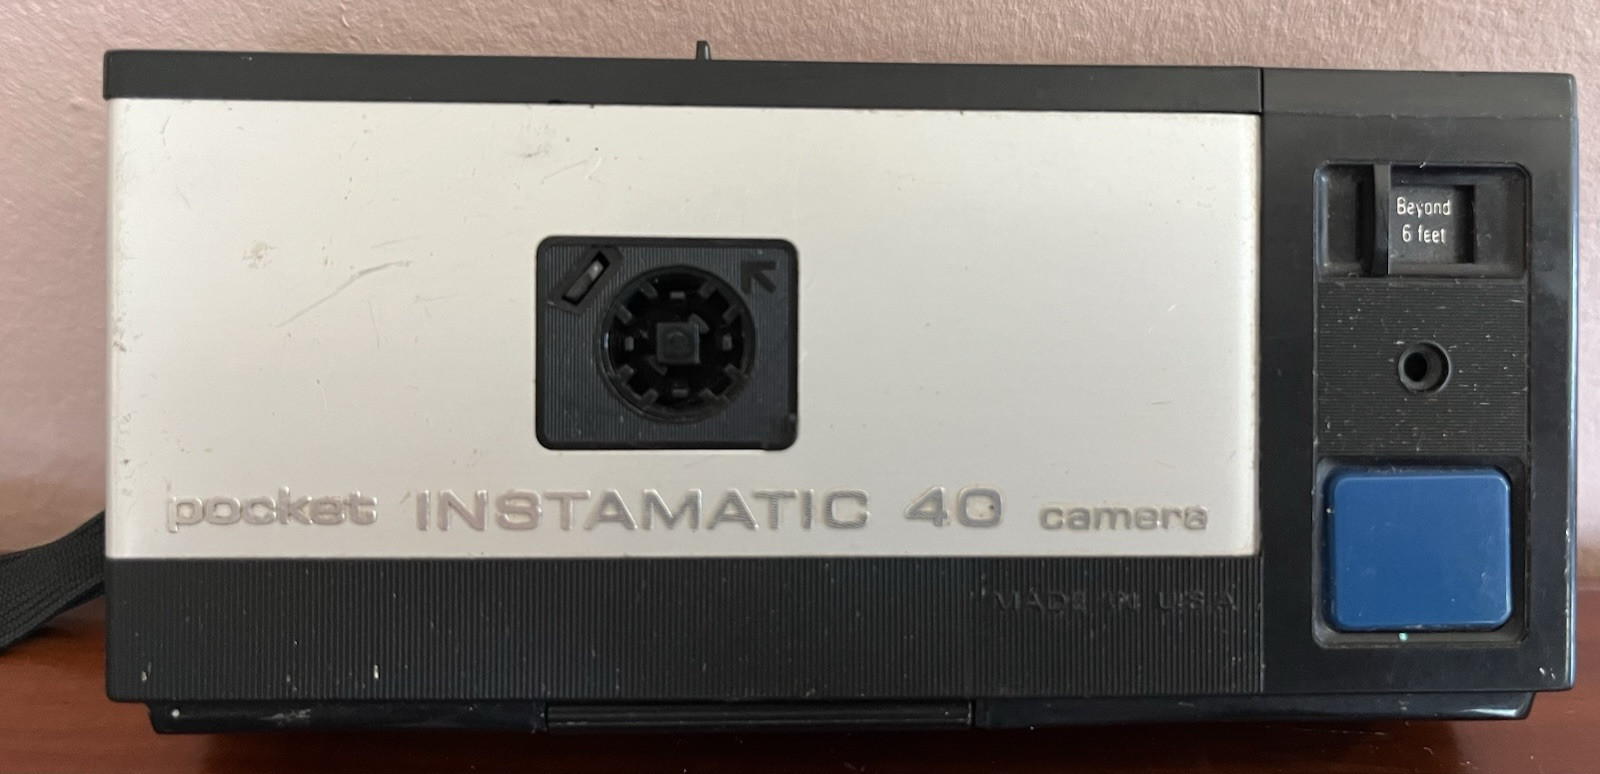 Beyond
6 feet
pocket INSTAMATIC 40 camera
MADE IN U.S.A.